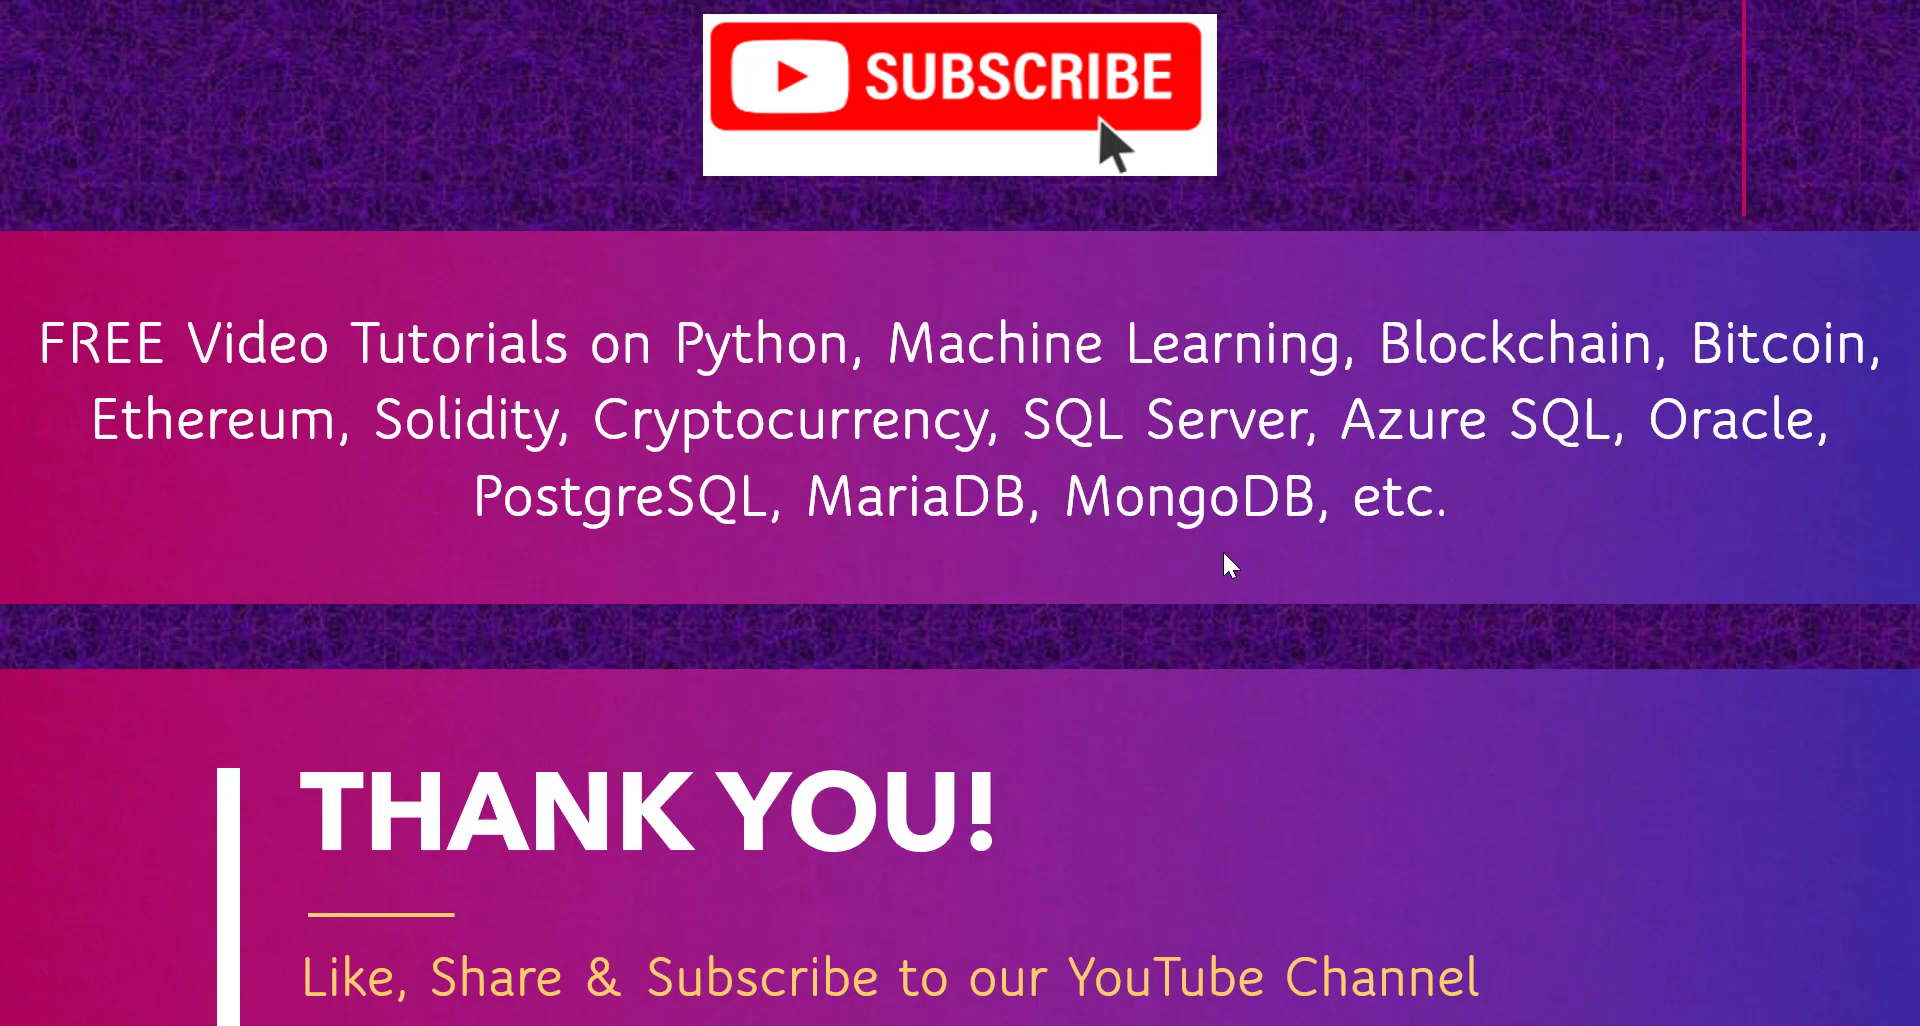 SUBSCRIBE
FREE Video Tutorials on Python, Machine Learning, Blockchain, Bitcoin,
Ethereum, Solidity, Cryptocurrency, SQL Server, Azure SQL, Oracle,
PostgreSQL, MariaDB, MongoDB, etc.
THANK YOU!
Like, Share & Subscribe to our YouTube Channel